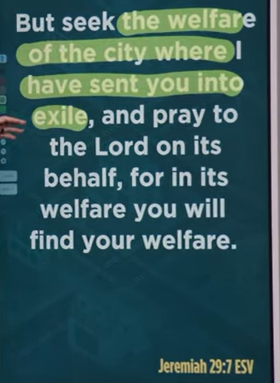 But seek the welfare
of the city where I
have sent you into
exile, and pray to
the Lord on its
behalf, for in its
welfare you will
find your welfare.
Jeremiah 29:7 ESV